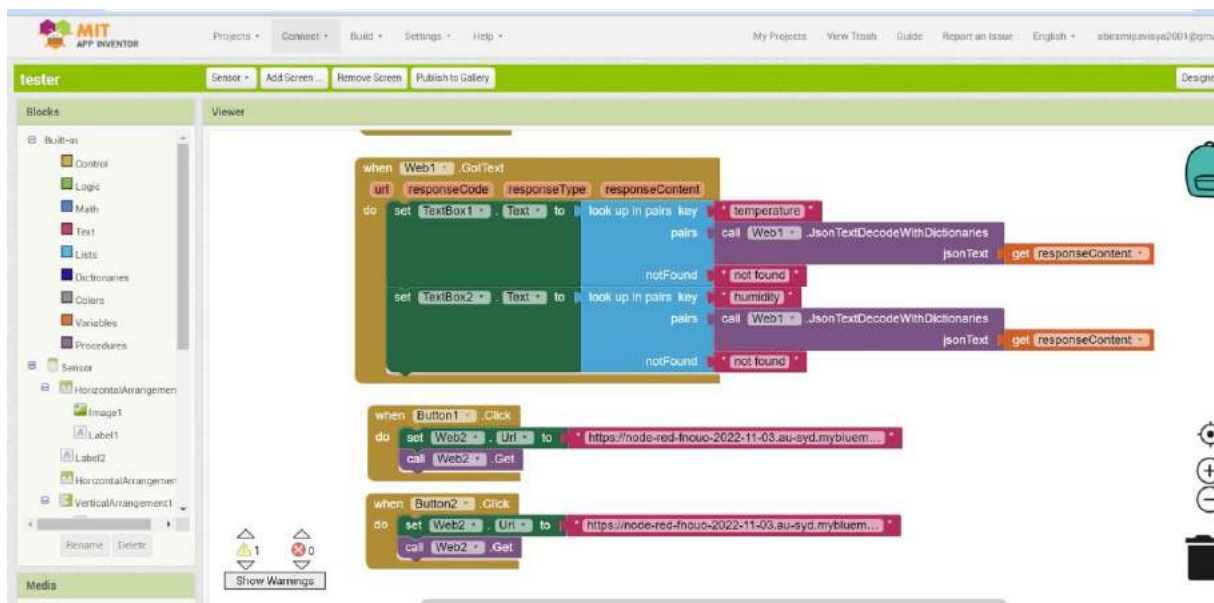 MIT
APP INVENTOR
Projects Connect Build Settings Help My Projects View Trash Guide Report an Issue English
tester Sensor Add Screen ... Remove Screen Publish to Gallery Designe
Blocks
Built-in
Control
Logic
Math
Text
Lists
Dictionaries
Colors
Variables
Procedures
Sensor
HorizontalArrangemen
Image1
Label1
Label2
HorizontalArrangemen
VerticalArrangement1
Rename Delete
Media
Viewer
when Web1 .GotText
url responseCode responseType responseContent
do set TextBox1 . Text to look up in pairs key " temperature "
pairs call Web1 .JsonTextDecodeWithDictionaries
jsonText get responseContent
notFound " not found "
set TextBox2 . Text to look up in pairs key " humidity "
pairs call Web1 .JsonTextDecodeWithDictionaries
jsonText get responseContent
notFound " not found "
when Button1 .Click
do set Web2 . Url to " https://node-red-fnouo-2022-11-03.au-syd.mybluem... "
call Web2 .Get
when Button2 .Click
do set Web2 . Url to " https://node-red-fnouo-2022-11-03.au-syd.mybluem... "
call Web2 .Get
1 0
Show Warnings